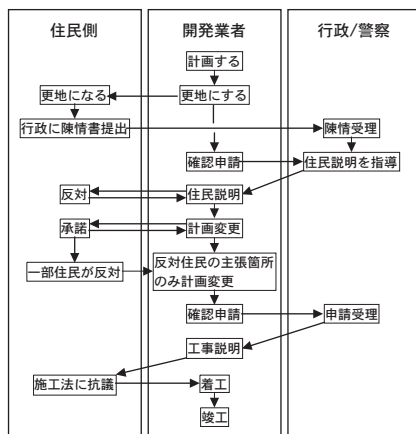 住民側
開発業者
行政/警察
計画する
更地になる
更地にする
行政に陳情書提出
陳情受理
確認申請
住民説明を指導
反対
住民説明
承諾
計画変更
一部住民が反対
反対住民の主張箇所
のみ計画変更
確認申請
申請受理
工事説明
施工法に抗議
着工
竣工